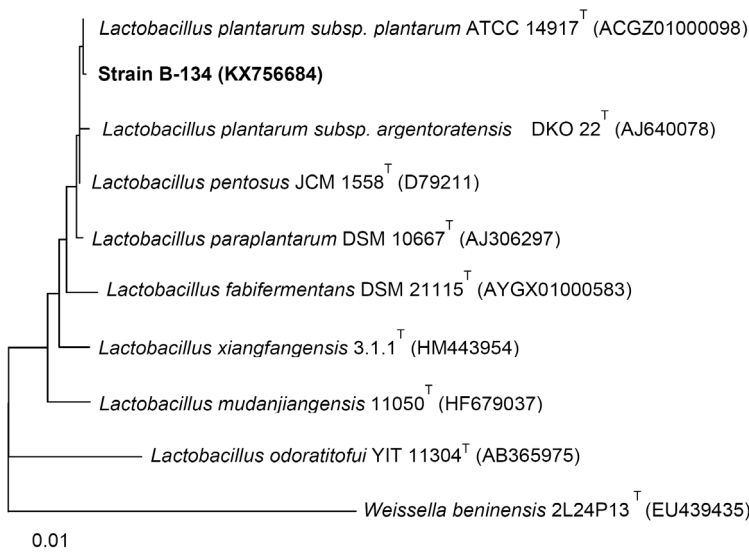 Lactobacillus plantarum subsp. plantarum ATCC 14917T (ACGZ01000098)
Strain B-134 (KX756684)
Lactobacillus plantarum subsp. argentoratensis DKO 22T (AJ640078)
Lactobacillus pentosus JCM 1558T (D79211)
Lactobacillus paraplantarum DSM 10667T (AJ306297)
Lactobacillus fabifermentans DSM 21115T (AYGX01000583)
Lactobacillus xiangfangensis 3.1.1T (HM443954)
Lactobacillus mudanjiangensis 11050T (HF679037)
Lactobacillus odoratitofui YIT 11304T (AB365975)
Weissella beninensis 2L24P13T (EU439435)
0.01